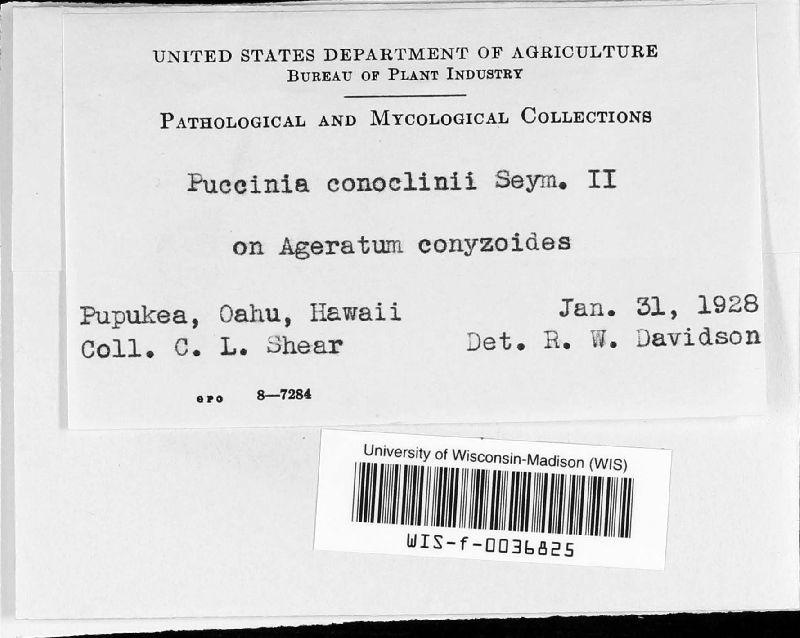 UNITED STATES DEPARTMENT OF AGRICULTURE
BUREAU OF PLANT INDUSTRY
PATHOLOGICAL AND MYCOLOGICAL COLLECTIONS
Puccinia conoclinii Seym. II
on Ageratum conyzoides
Pupukea, Oahu, Hawaii Jan. 31, 1928
Coll. C. L. Shear Det. R. W. Davidson
GPO 8—7284
University of Wisconsin-Madison (WIS)
WIS-f-0036825